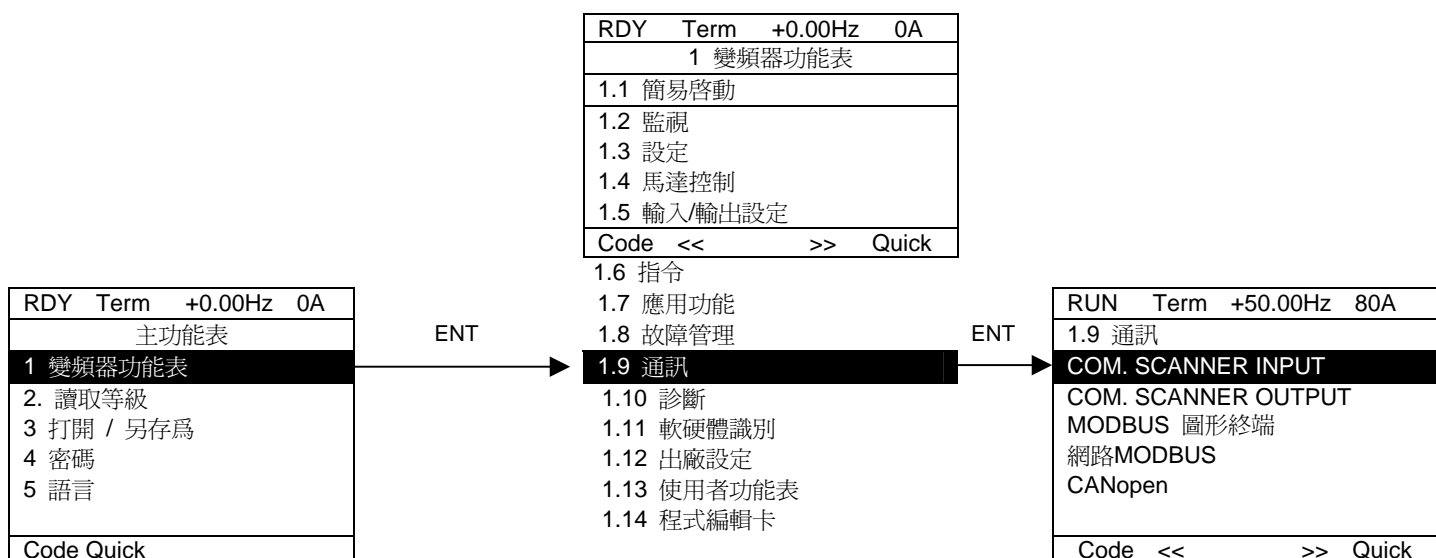 RDY Term +0.00Hz 0A
主功能表
1 變頻器功能表
2. 讀取等級
3 打開 / 另存爲
4 密碼
5 語言
Code Quick
ENT
RDY Term +0.00Hz 0A
1 變頻器功能表
1.1 簡易啓動
1.2 監視
1.3 設定
1.4 馬達控制
1.5 輸入/輸出設定
Code << >> Quick
1.6 指令
1.7 應用功能
1.8 故障管理
1.9 通訊
1.10 診斷
1.11 軟硬體識別
1.12 出廠設定
1.13 使用者功能表
1.14 程式編輯卡
ENT
RUN Term +50.00Hz 80A
1.9 通訊
COM. SCANNER INPUT
COM. SCANNER OUTPUT
MODBUS 圖形終端
網路MODBUS
CANopen
Code << >> Quick